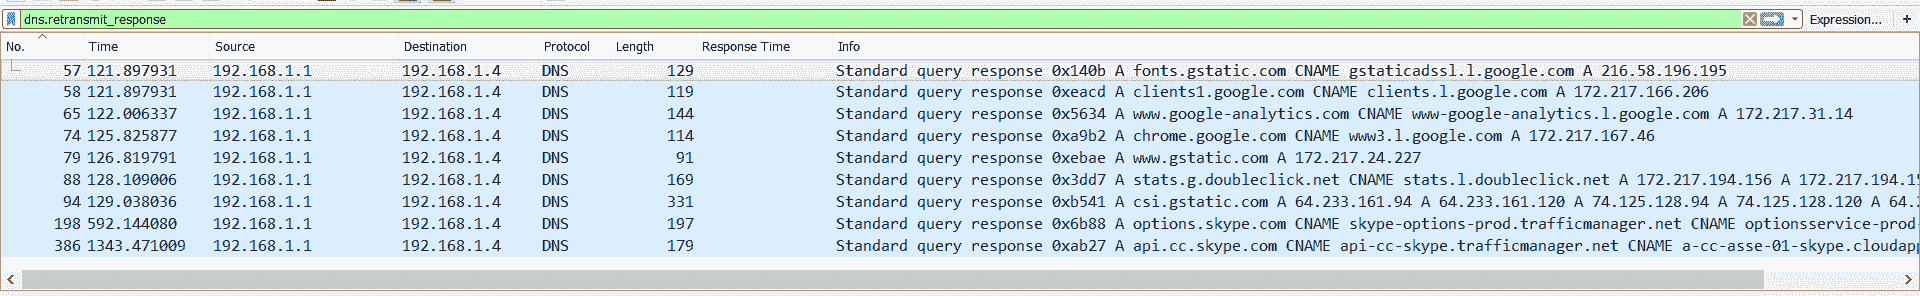 dns.retransmit_response Expression... +
No. Time Source Destination Protocol Length Response Time Info
57 121.897931 192.168.1.1 192.168.1.4 DNS 129 Standard query response 0x140b A fonts.gstatic.com CNAME gstaticadssl.l.google.com A 216.58.196.195
58 121.897931 192.168.1.1 192.168.1.4 DNS 119 Standard query response 0xeacd A clients1.google.com CNAME clients.l.google.com A 172.217.166.206
65 122.006337 192.168.1.1 192.168.1.4 DNS 144 Standard query response 0x5634 A www.google-analytics.com CNAME www-google-analytics.l.google.com A 172.217.31.14
74 125.825877 192.168.1.1 192.168.1.4 DNS 114 Standard query response 0xa9b2 A chrome.google.com CNAME www3.l.google.com A 172.217.167.46
79 126.819791 192.168.1.1 192.168.1.4 DNS 91 Standard query response 0xebae A www.gstatic.com A 172.217.24.227
88 128.109006 192.168.1.1 192.168.1.4 DNS 169 Standard query response 0x3dd7 A stats.g.doubleclick.net CNAME stats.l.doubleclick.net A 172.217.194.156 A 172.217.194.15
94 129.038036 192.168.1.1 192.168.1.4 DNS 331 Standard query response 0xb541 A csi.gstatic.com A 64.233.161.94 A 64.233.161.120 A 74.125.128.94 A 74.125.128.120 A 64.2
198 592.144080 192.168.1.1 192.168.1.4 DNS 197 Standard query response 0x6b88 A options.skype.com CNAME skype-options-prod.trafficmanager.net CNAME optionsservice-prod-
386 1343.471009 192.168.1.1 192.168.1.4 DNS 179 Standard query response 0xab27 A api.cc.skype.com CNAME api-cc-skype.trafficmanager.net CNAME a-cc-asse-01-skype.cloudapp